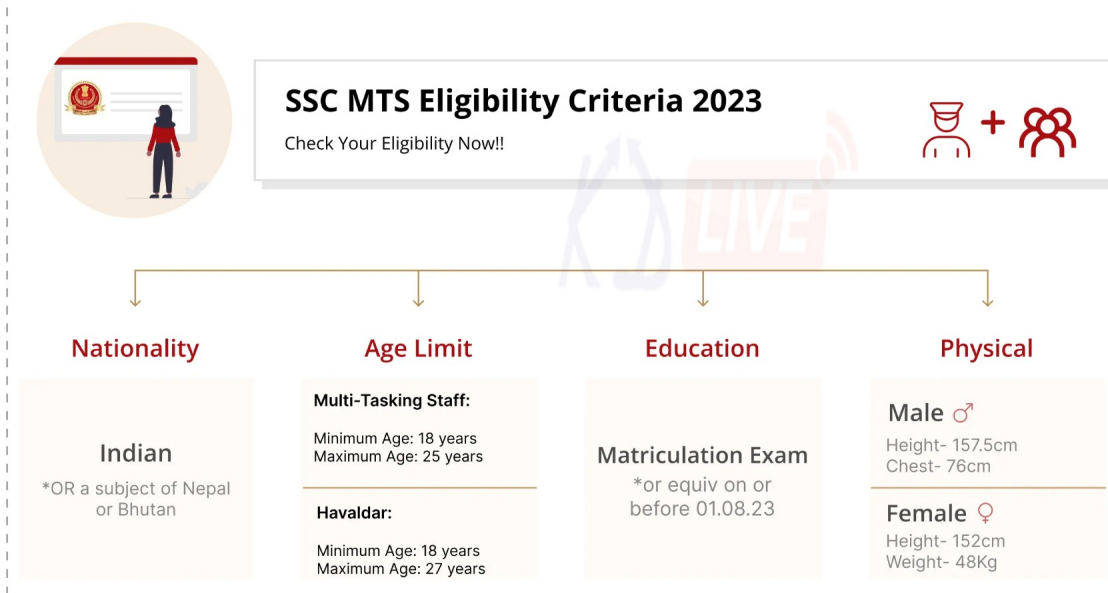 SSC MTS Eligibility Criteria 2023
Check Your Eligibility Now!!
LIVE
Nationality
Indian
*OR a subject of Nepal
or Bhutan
Age Limit
Multi-Tasking Staff:
Minimum Age: 18 years
Maximum Age: 25 years
Havaldar:
Minimum Age: 18 years
Maximum Age: 27 years
Education
Matriculation Exam
*or equiv on or
before 01.08.23
Physical
Male ♂
Height- 157.5cm
Chest- 76cm
Female ♀
Height- 152cm
Weight- 48Kg